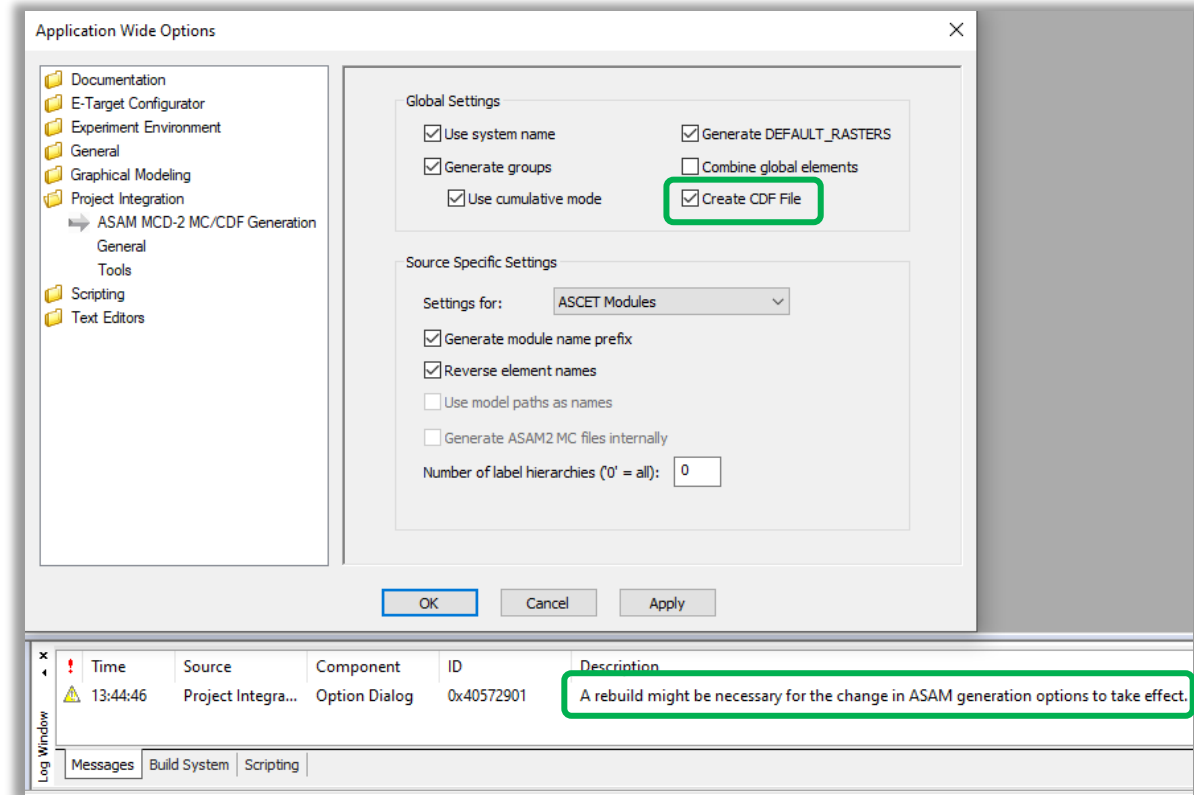 Application Wide Options
Documentation
E-Target Configurator
Experiment Environment
General
Graphical Modeling
Project Integration
ASAM MCD-2 MC/CDF Generation
General
Tools
Scripting
Text Editors
Global Settings
Use system name
Generate DEFAULT_RASTERS
Generate groups
Combine global elements
Use cumulative mode
Create CDF File
Source Specific Settings
Settings for: ASCET Modules
Generate module name prefix
Reverse element names
Use model paths as names
Generate ASAM2 MC files internally
Number of label hierarchies ('0' = all): 0
OK Cancel Apply
! Time Source Component ID Description
13:44:46 Project Integra... Option Dialog 0x40572901 A rebuild might be necessary for the change in ASAM generation options to take effect.
Log Window
Messages Build System Scripting